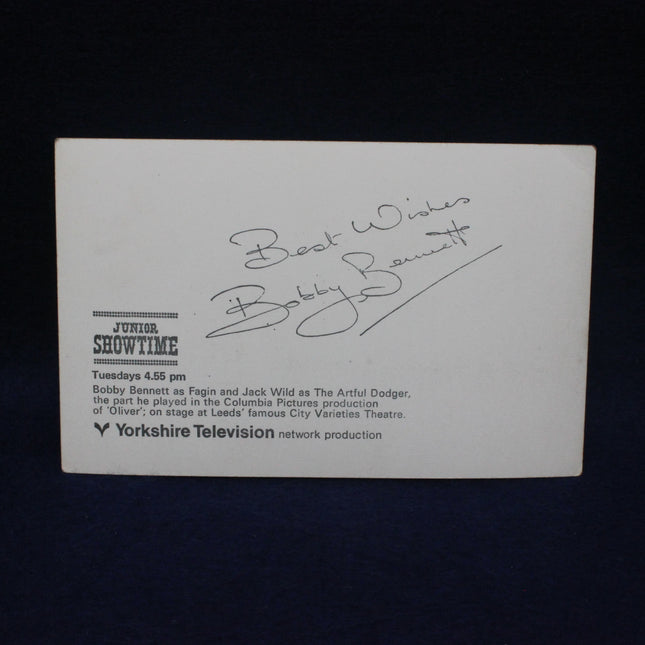 Best Wishes
Bobby Bennett
JUNIOR
SHOWTIME
Tuesdays 4.55 pm
Bobby Bennett as Fagin and Jack Wild as The Artful Dodger,
the part he played in the Columbia Pictures production
of 'Oliver'; on stage at Leeds' famous City Varieties Theatre.
Yorkshire Television network production